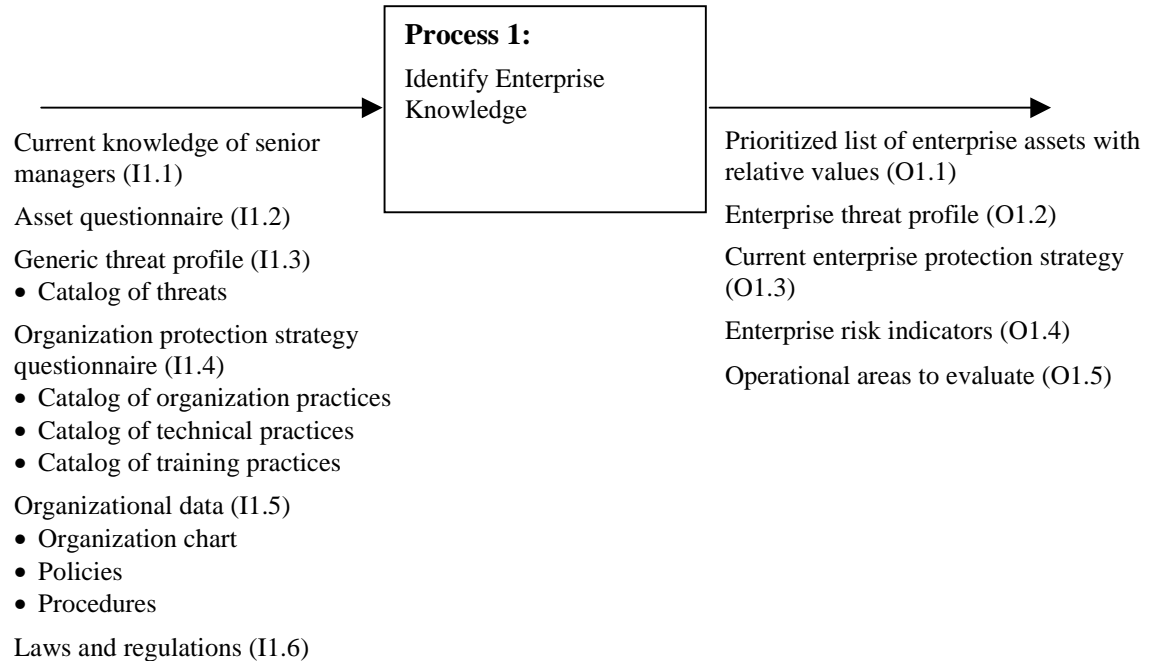 Process 1:
Identify Enterprise
Knowledge
Current knowledge of senior
managers (I1.1)
Asset questionnaire (I1.2)
Generic threat profile (I1.3)
• Catalog of threats
Organization protection strategy
questionnaire (I1.4)
• Catalog of organization practices
• Catalog of technical practices
• Catalog of training practices
Organizational data (I1.5)
• Organization chart
• Policies
• Procedures
Laws and regulations (I1.6)
Prioritized list of enterprise assets with
relative values (O1.1)
Enterprise threat profile (O1.2)
Current enterprise protection strategy
(O1.3)
Enterprise risk indicators (O1.4)
Operational areas to evaluate (O1.5)